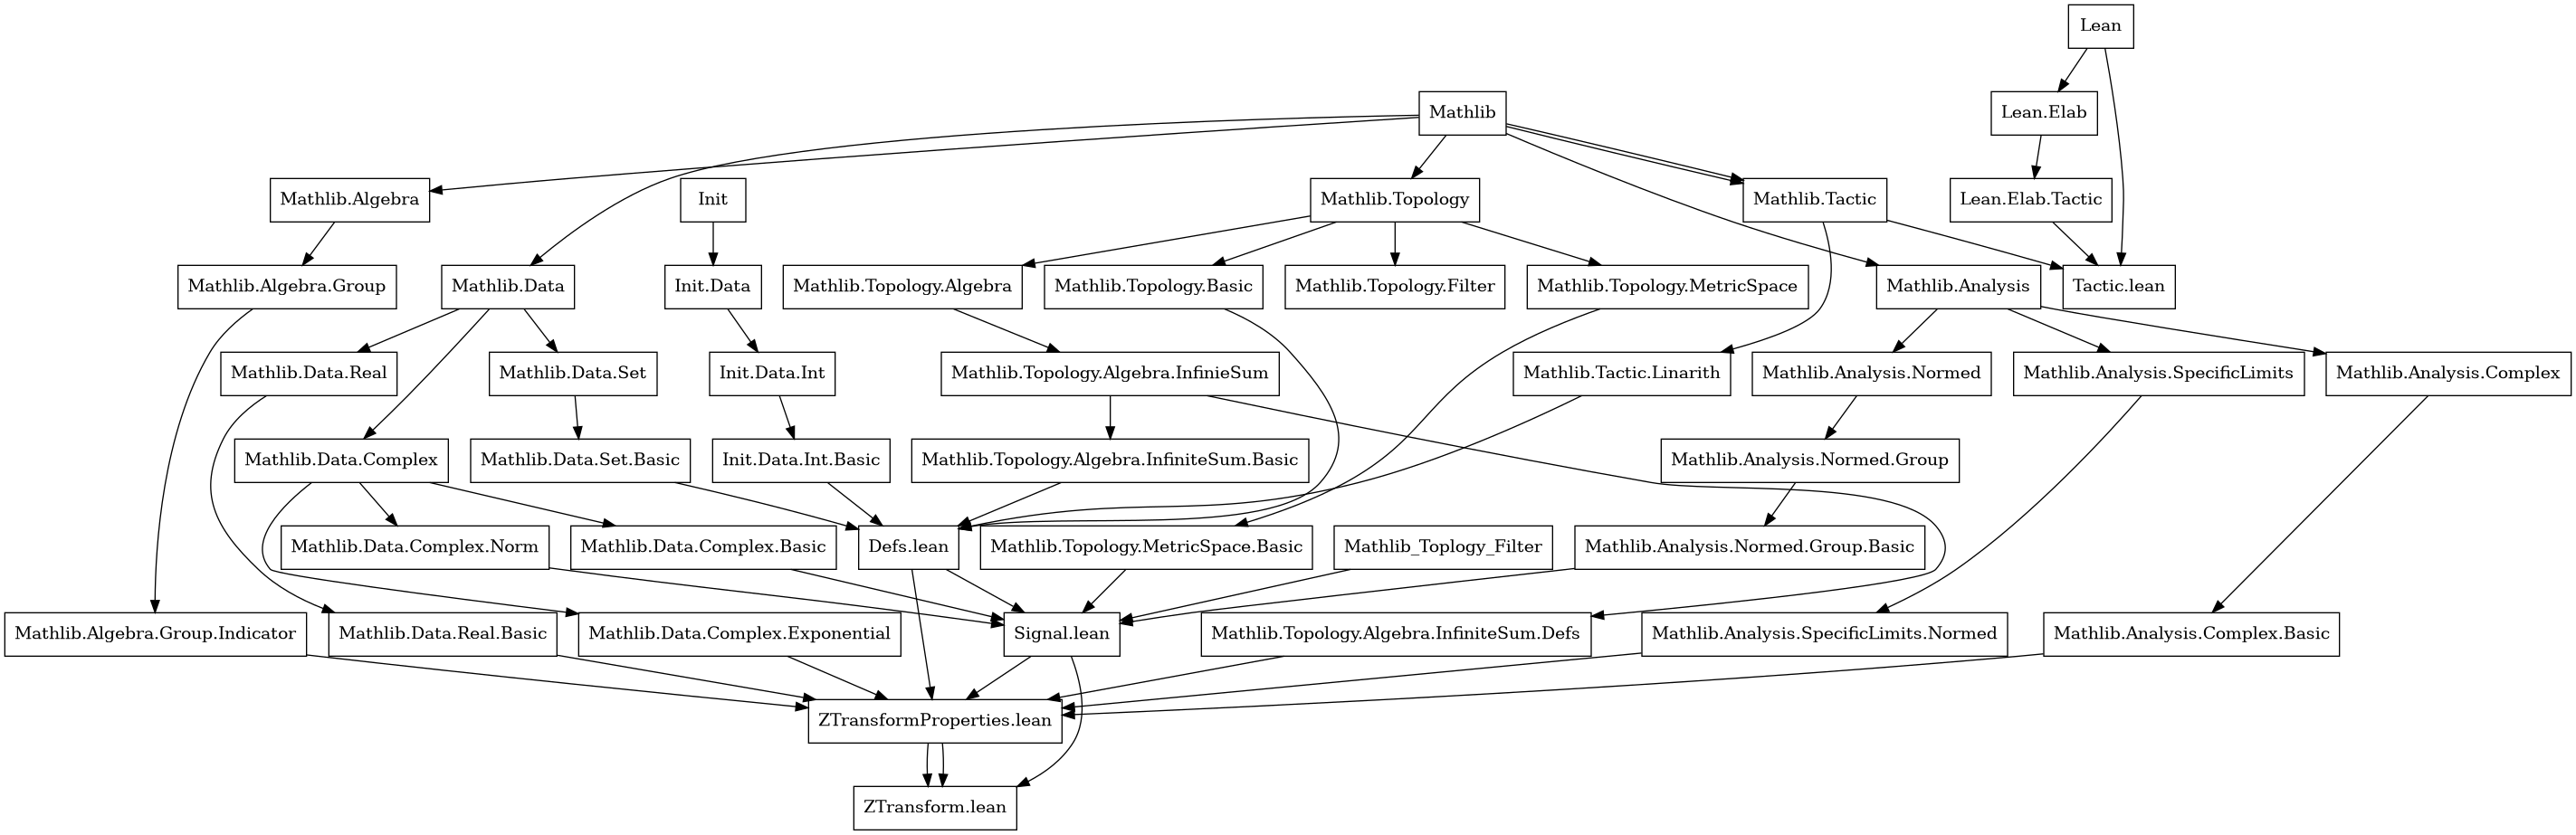 Lean
Mathlib
Lean.Elab
Mathlib.Algebra
Init
Mathlib.Topology
Mathlib.Tactic
Lean.Elab.Tactic
Mathlib.Algebra.Group
Mathlib.Data
Init.Data
Mathlib.Topology.Algebra
Mathlib.Topology.Basic
Mathlib.Topology.Filter
Mathlib.Topology.MetricSpace
Mathlib.Analysis
Tactic.lean
Mathlib.Data.Real
Mathlib.Data.Set
Init.Data.Int
Mathlib.Topology.Algebra.InfinieSum
Mathlib.Tactic.Linarith
Mathlib.Analysis.Normed
Mathlib.Analysis.SpecificLimits
Mathlib.Analysis.Complex
Mathlib.Data.Complex
Mathlib.Data.Set.Basic
Init.Data.Int.Basic
Mathlib.Topology.Algebra.InfiniteSum.Basic
Mathlib.Analysis.Normed.Group
Mathlib.Data.Complex.Norm
Mathlib.Data.Complex.Basic
Defs.lean
Mathlib.Topology.MetricSpace.Basic
Mathlib_Toplogy_Filter
Mathlib.Analysis.Normed.Group.Basic
Mathlib.Algebra.Group.Indicator
Mathlib.Data.Real.Basic
Mathlib.Data.Complex.Exponential
Signal.lean
Mathlib.Topology.Algebra.InfiniteSum.Defs
Mathlib.Analysis.SpecificLimits.Normed
Mathlib.Analysis.Complex.Basic
ZTransformProperties.lean
ZTransform.lean